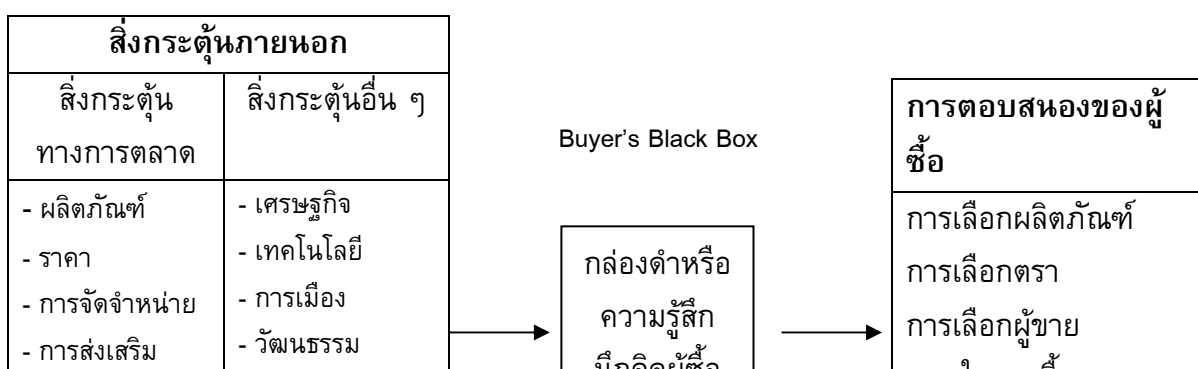 สิ่งกระตุ้นภายนอก
สิ่งกระตุ้น
ทางการตลาด
สิ่งกระตุ้นอื่น ๆ
- ผลิตภัณฑ์
- ราคา
- การจัดจำหน่าย
- การส่งเสริม
- เศรษฐกิจ
- เทคโนโลยี
- การเมือง
- วัฒนธรรม
Buyer's Black Box
กล่องดำหรือ
ความรู้สึก
นึกคิดผู้ซื้อ
การตอบสนองของผู้
ซื้อ
การเลือกผลิตภัณฑ์
การเลือกตรา
การเลือกผู้ขาย